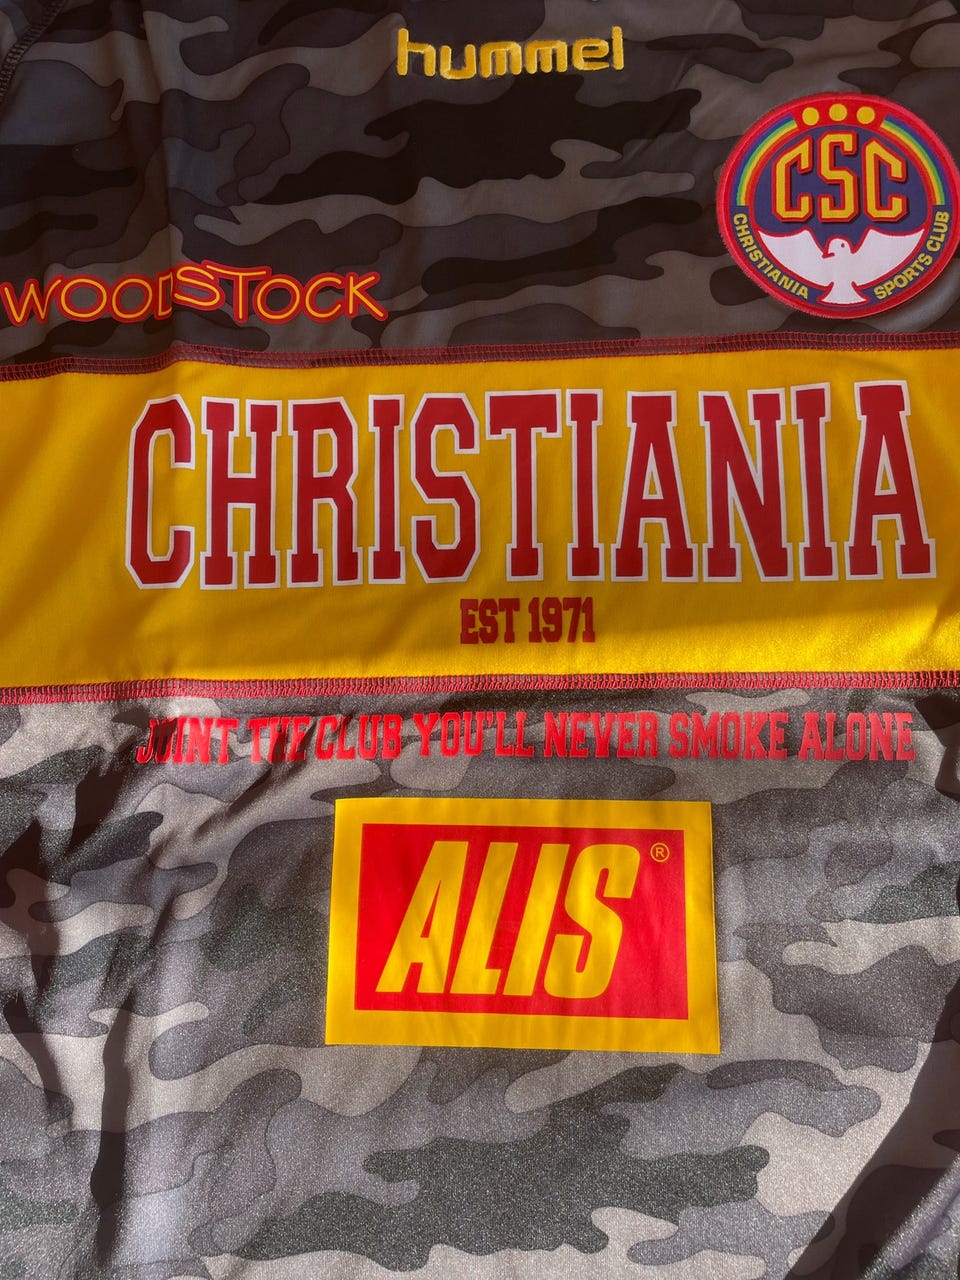 hummel
CSC
CHRISTIANIA SPORTS CLUB
WOODSTOCK
CHRISTIANIA
EST 1971
JOINT THE CLUB YOU'LL NEVER SMOKE ALONE
ALIS®